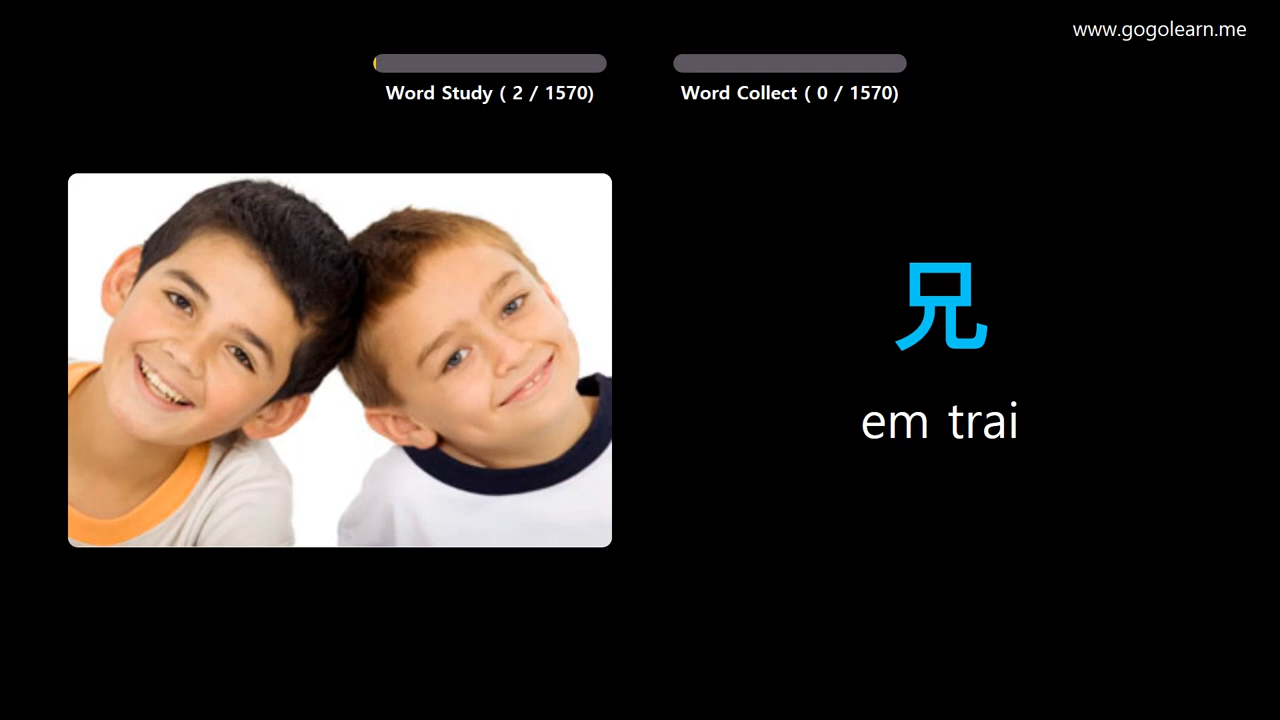 www.gogolearn.me
Word Study ( 2 / 1570)
Word Collect ( 0 / 1570)
兄
em trai